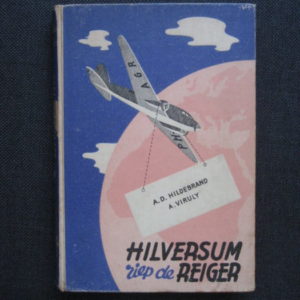 PH AGR
A.D. HILDEBRAND
A. VIRULY
HILVERSUM
riep de REIGER